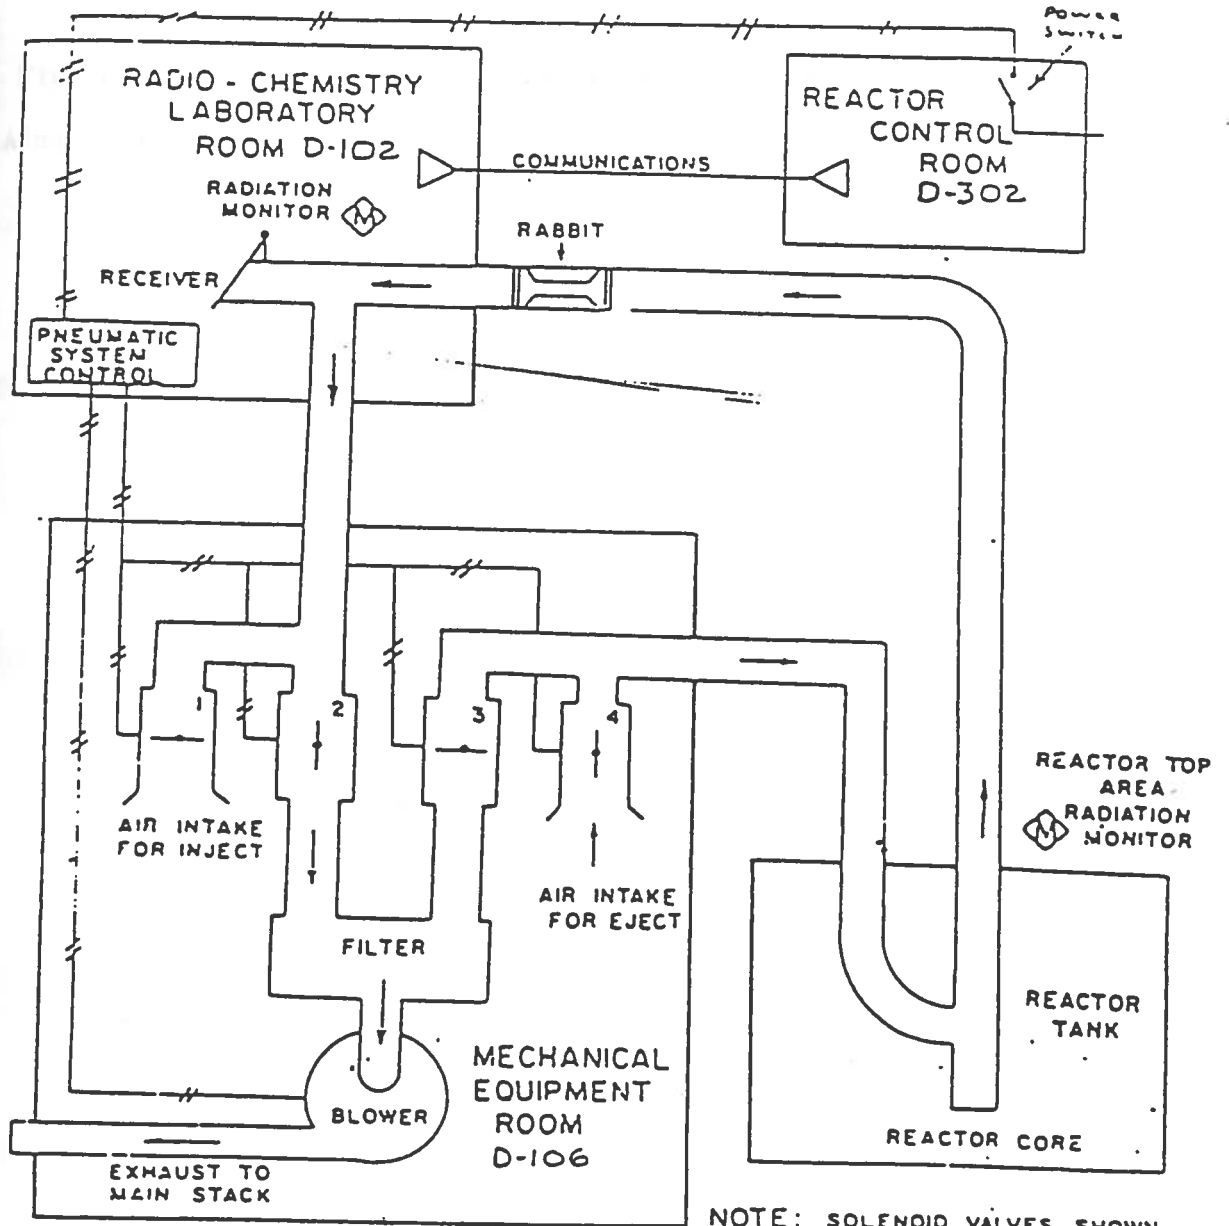 POWER
SWITCH
RADIO - CHEMISTRY
LABORATORY
ROOM D-102
REACTOR
CONTROL
ROOM
D-302
COMMUNICATIONS
RADIATION
MONITOR
M
RABBIT
RECEIVER
PNEUMATIC
SYSTEM
CONTROL
1
2
3
4
AIR INTAKE
FOR INJECT
AIR INTAKE
FOR EJECT
REACTOR TOP
AREA
RADIATION
MONITOR
M
FILTER
REACTOR
TANK
MECHANICAL
EQUIPMENT
ROOM
D-106
BLOWER
REACTOR CORE
EXHAUST TO
MAIN STACK
NOTE: SOLENOID VALVES SHOWN